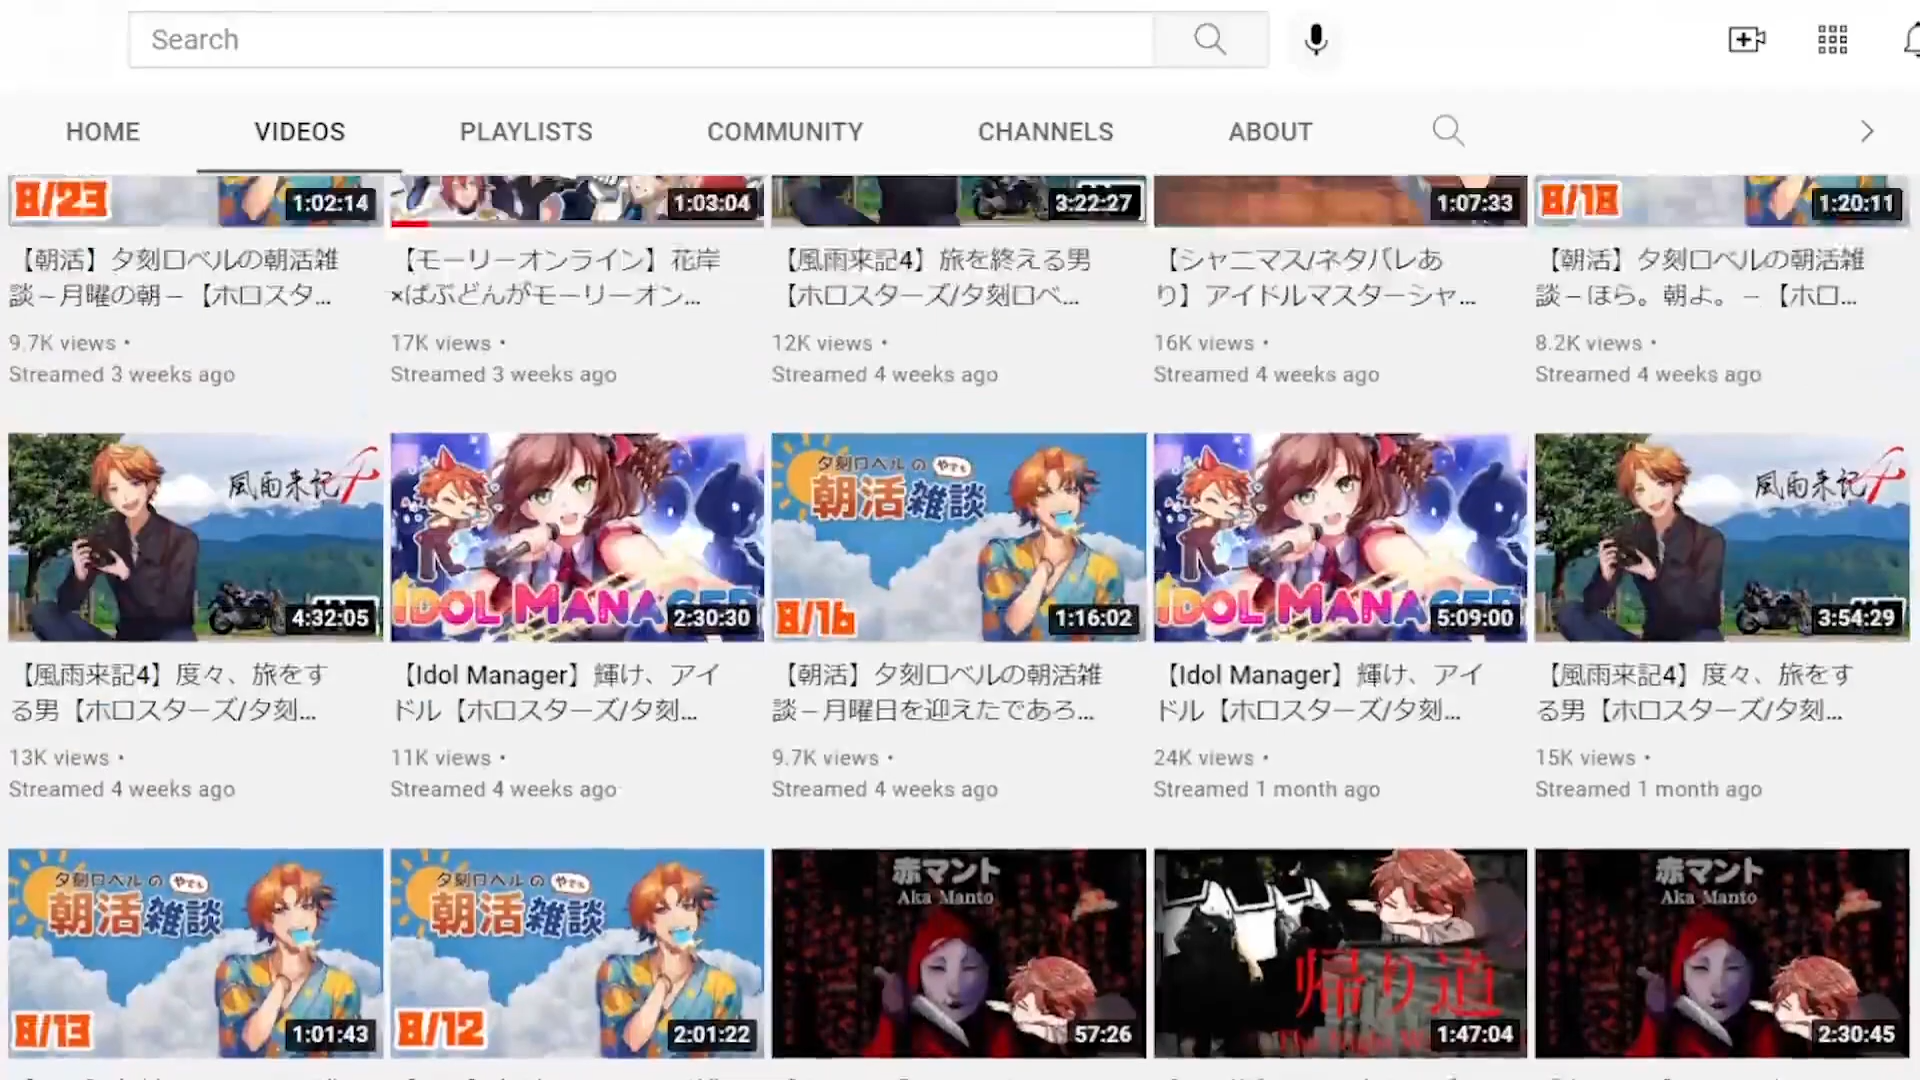 Search
HOME
VIDEOS
PLAYLISTS
COMMUNITY
CHANNELS
ABOUT
8/23
1:02:14
1:03:04
3:22:27
1:07:33
8/18
1:20:11
【朝活】夕刻ロベルの朝活雑
談－月曜の朝－【ホロスタ...
9.7K views •
Streamed 3 weeks ago
【モーリーオンライン】花岸
×ぱぶどんがモーリーオン...
17K views •
Streamed 3 weeks ago
【風雨来記4】旅を終える男
【ホロスターズ/夕刻ロベ...
12K views •
Streamed 4 weeks ago
【シャニマス/ネタバレあ
り】アイドルマスターシャ...
16K views •
Streamed 4 weeks ago
【朝活】夕刻ロベルの朝活雑
談－ほら。朝よ。－【ホロ...
8.2K views •
Streamed 4 weeks ago
風雨来記4
4:32:05
IDOL MANAGER
2:30:30
夕刻ロベルの やでも
朝活雑談
8/16
1:16:02
IDOL MANAGER
5:09:00
風雨来記4
3:54:29
【風雨来記4】度々、旅をす
る男【ホロスターズ/夕刻...
13K views •
Streamed 4 weeks ago
【Idol Manager】輝け、アイ
ドル【ホロスターズ/夕刻...
11K views •
Streamed 4 weeks ago
【朝活】夕刻ロベルの朝活雑
談－月曜日を迎えたであろ...
9.7K views •
Streamed 4 weeks ago
【Idol Manager】輝け、アイ
ドル【ホロスターズ/夕刻...
24K views •
Streamed 1 month ago
【風雨来記4】度々、旅をす
る男【ホロスターズ/夕刻...
15K views •
Streamed 1 month ago
夕刻ロベルの やでも
朝活雑談
8/13
1:01:43
夕刻ロベルの やでも
朝活雑談
8/12
2:01:22
赤マント
Aka Manto
57:26
帰り道
1:47:04
赤マント
Aka Manto
2:30:45